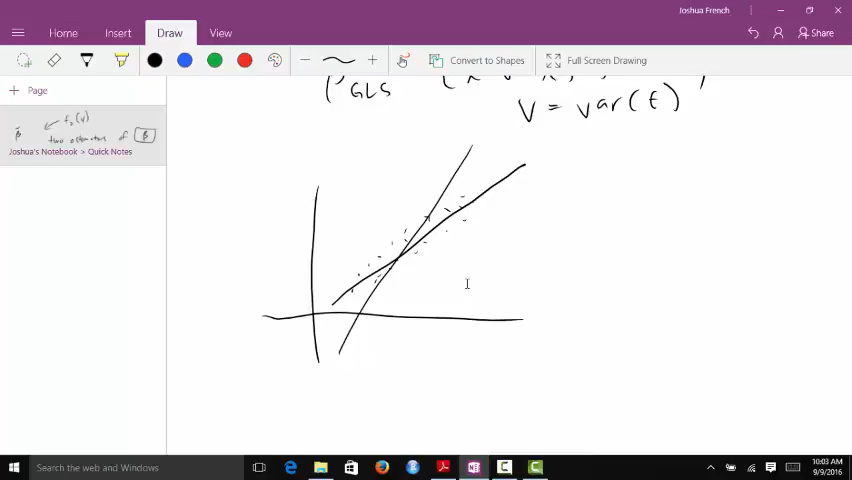 Joshua French
Home
Insert
Draw
View
Share
Convert to Shapes
Full Screen Drawing
Page
β GLS
V = var(ε)
f₂(y)
β̃
two estimators of β
Joshua's Notebook > Quick Notes
Search the web and Windows
10:03 AM
9/9/2016